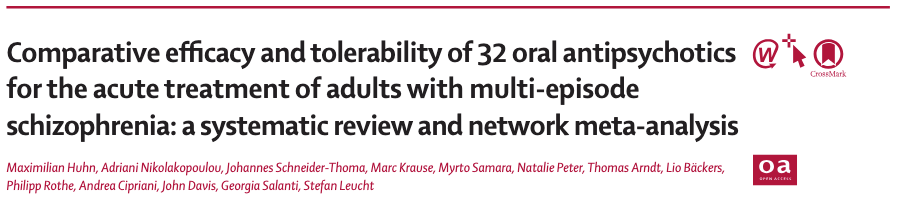 Comparative efficacy and tolerability of 32 oral antipsychotics
for the acute treatment of adults with multi-episode
schizophrenia: a systematic review and network meta-analysis
W
CrossMark
Maximilian Huhn, Adriani Nikolakopoulou, Johannes Schneider-Thoma, Marc Krause, Myrto Samara, Natalie Peter, Thomas Arndt, Lio Bäckers,
Philipp Rothe, Andrea Cipriani, John Davis, Georgia Salanti, Stefan Leucht
oa
OPEN ACCESS